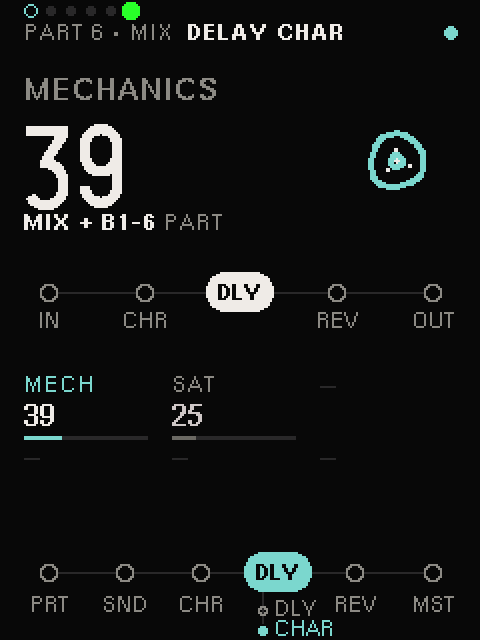 PART 6 • MIX DELAY CHAR
MECHANICS
39
MIX + B1-6 PART
DLY
IN CHR REV OUT
MECH SAT —
39 25
— — —
DLY
PRT SND CHR DLY REV MST
CHAR